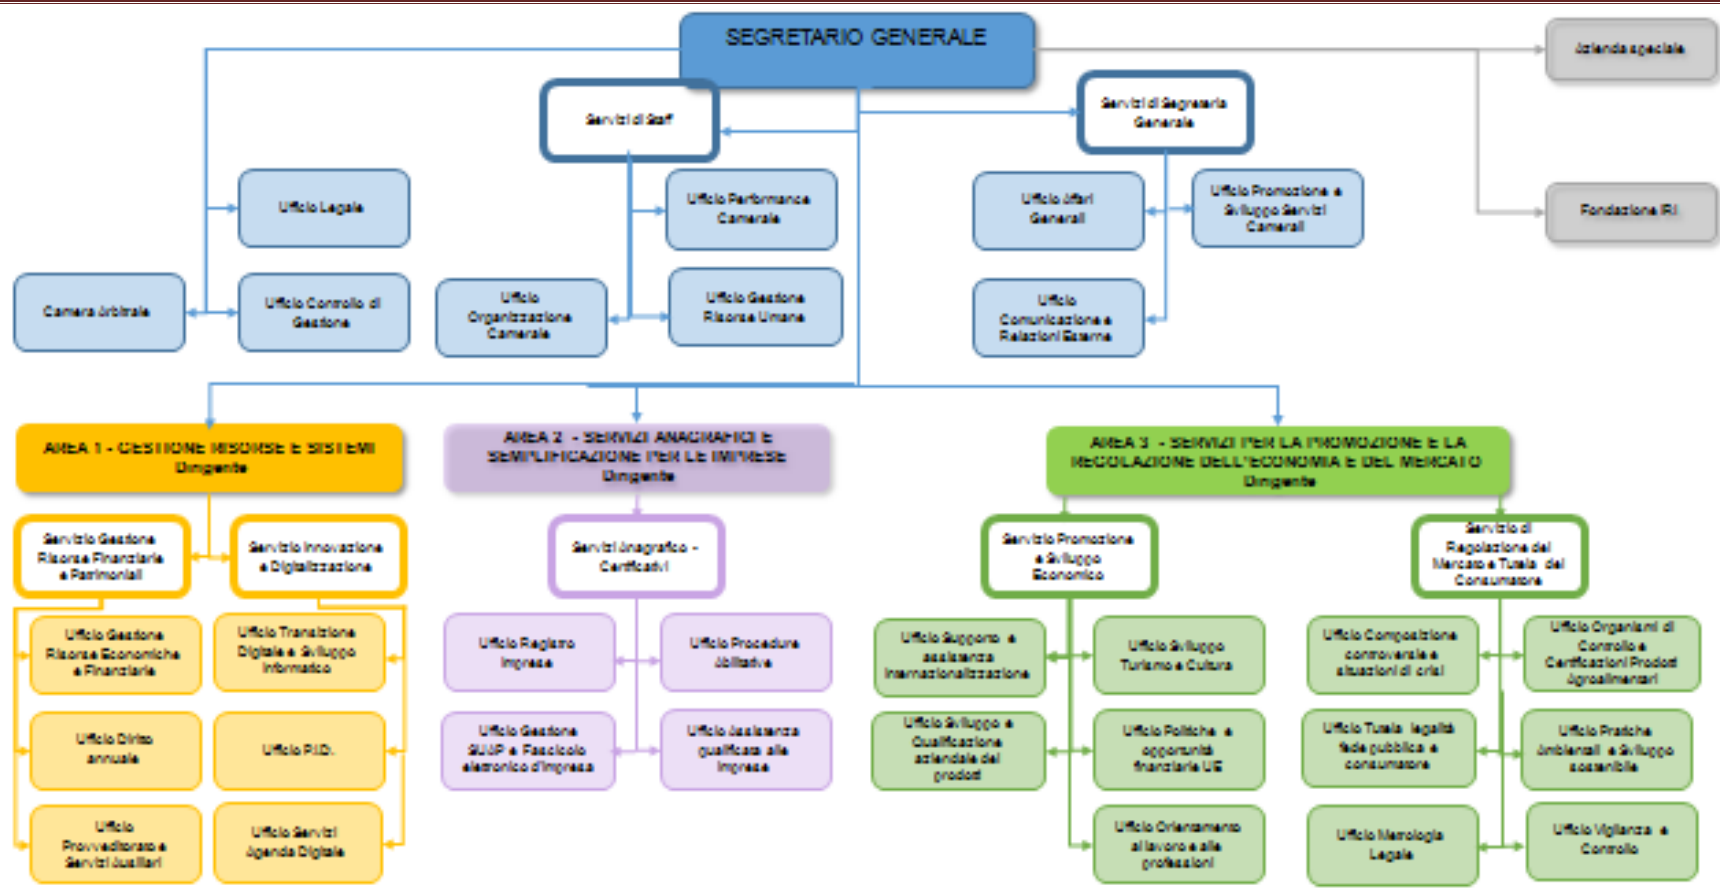 SEGRETARIO GENERALE
Azienda speciale
Servizi di Staff
Servizi di Segreteria
Generale
Ufficio Legale
Ufficio Performance
Camerale
Ufficio Affari
Generali
Ufficio Promozione e
Sviluppo Servizi
Camerali
Fondazione I.R.I.
Camera Arbitrale
Ufficio Controllo di
Gestione
Ufficio
Organizzazione
Camerale
Ufficio Gestione
Risorse Umane
Ufficio
Comunicazione e
Relazioni Esterne
AREA 1 - GESTIONE RISORSE E SISTEMI
Dirigente
AREA 2 - SERVIZI ANAGRAFICI E
SEMPLIFICAZIONE PER LE IMPRESE
Dirigente
AREA 3 - SERVIZI PER LA PROMOZIONE E LA
REGOLAZIONE DELL'ECONOMIA E DEL MERCATO
Dirigente
Servizio Gestione
Risorse Finanziarie
e Patrimoniali
Servizio Innovazione
e Digitalizzazione
Servizi Anagrafico -
Certificativi
Servizio Promozione
e Sviluppo
Economico
Servizio di
Regolazione del
Mercato e Tutela del
Consumatore
Ufficio Gestione
Risorse Economiche
e Finanziarie
Ufficio Transizione
Digitale e Sviluppo
Informatico
Ufficio Registro
Imprese
Ufficio Procedure
Abilitative
Ufficio Supporto e
assistenza
Internazionalizzazione
Ufficio Sviluppo
Turismo e Cultura
Ufficio Composizione
controversie e
situazioni di crisi
Ufficio Organismi di
Controllo e
Certificazioni Prodotti
Agroalimentari
Ufficio Diritto
annuale
Ufficio P.I.D.
Ufficio Gestione
SUAP e Fascicolo
elettronico d'impresa
Ufficio Assistenza
qualificata alle
Imprese
Ufficio Sviluppo e
Qualificazione
aziendale dei
prodotti
Ufficio Politiche e
opportunità
finanziarie UE
Ufficio Tutela legalità
fede pubblica e
consumatore
Ufficio Pratiche
Ambientali e Sviluppo
sostenibile
Ufficio
Provveditorato e
Servizi Ausiliari
Ufficio Servizi
Agenda Digitale
Ufficio Orientamento
al lavoro e alle
professioni
Ufficio Metrologia
Legale
Ufficio Vigilanza e
Controllo